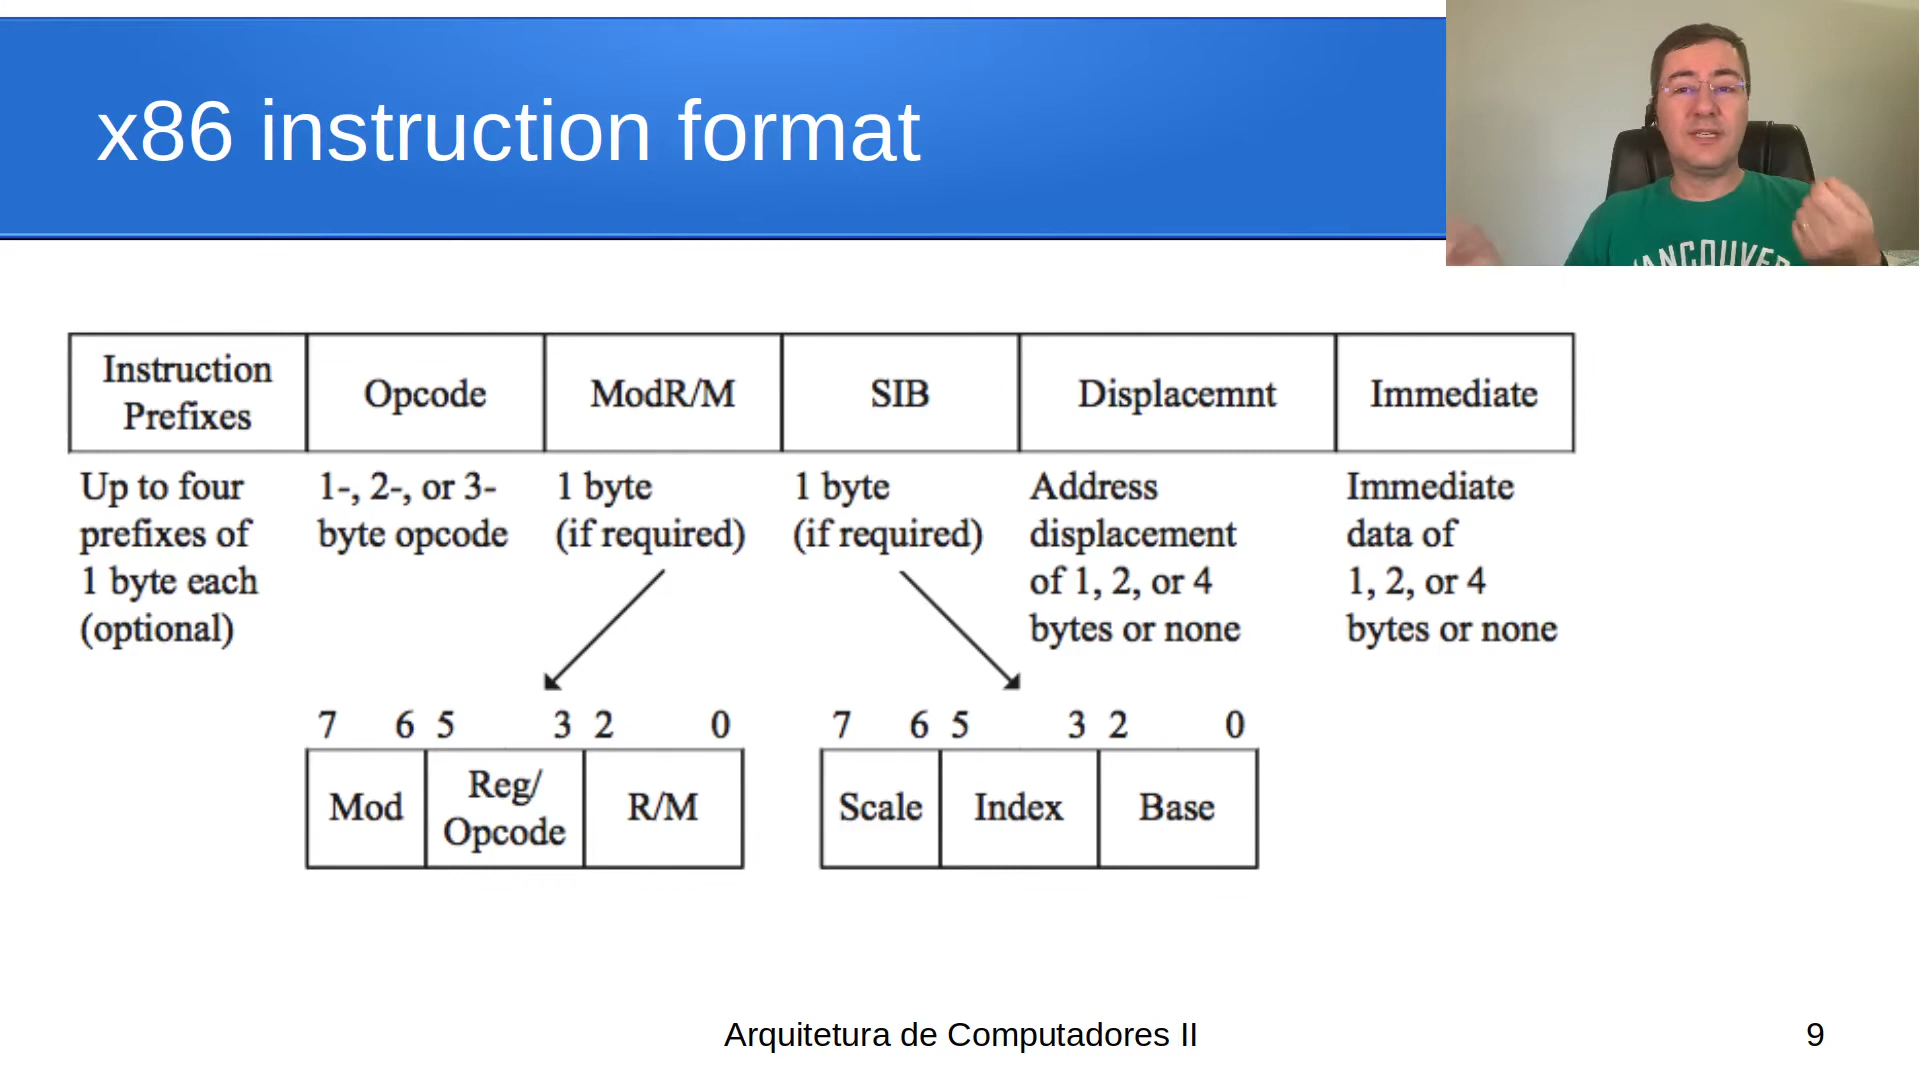 x86 instruction format
VANCOUVER
Instruction
Prefixes
Opcode
ModR/M
SIB
Displacemnt
Immediate
Up to four
prefixes of
1 byte each
(optional)
1-, 2-, or 3-
byte opcode
1 byte
(if required)
1 byte
(if required)
Address
displacement
of 1, 2, or 4
bytes or none
Immediate
data of
1, 2, or 4
bytes or none
7 6 5 3 2 0
Mod
Reg/
Opcode
R/M
7 6 5 3 2 0
Scale
Index
Base
Arquitetura de Computadores II
9